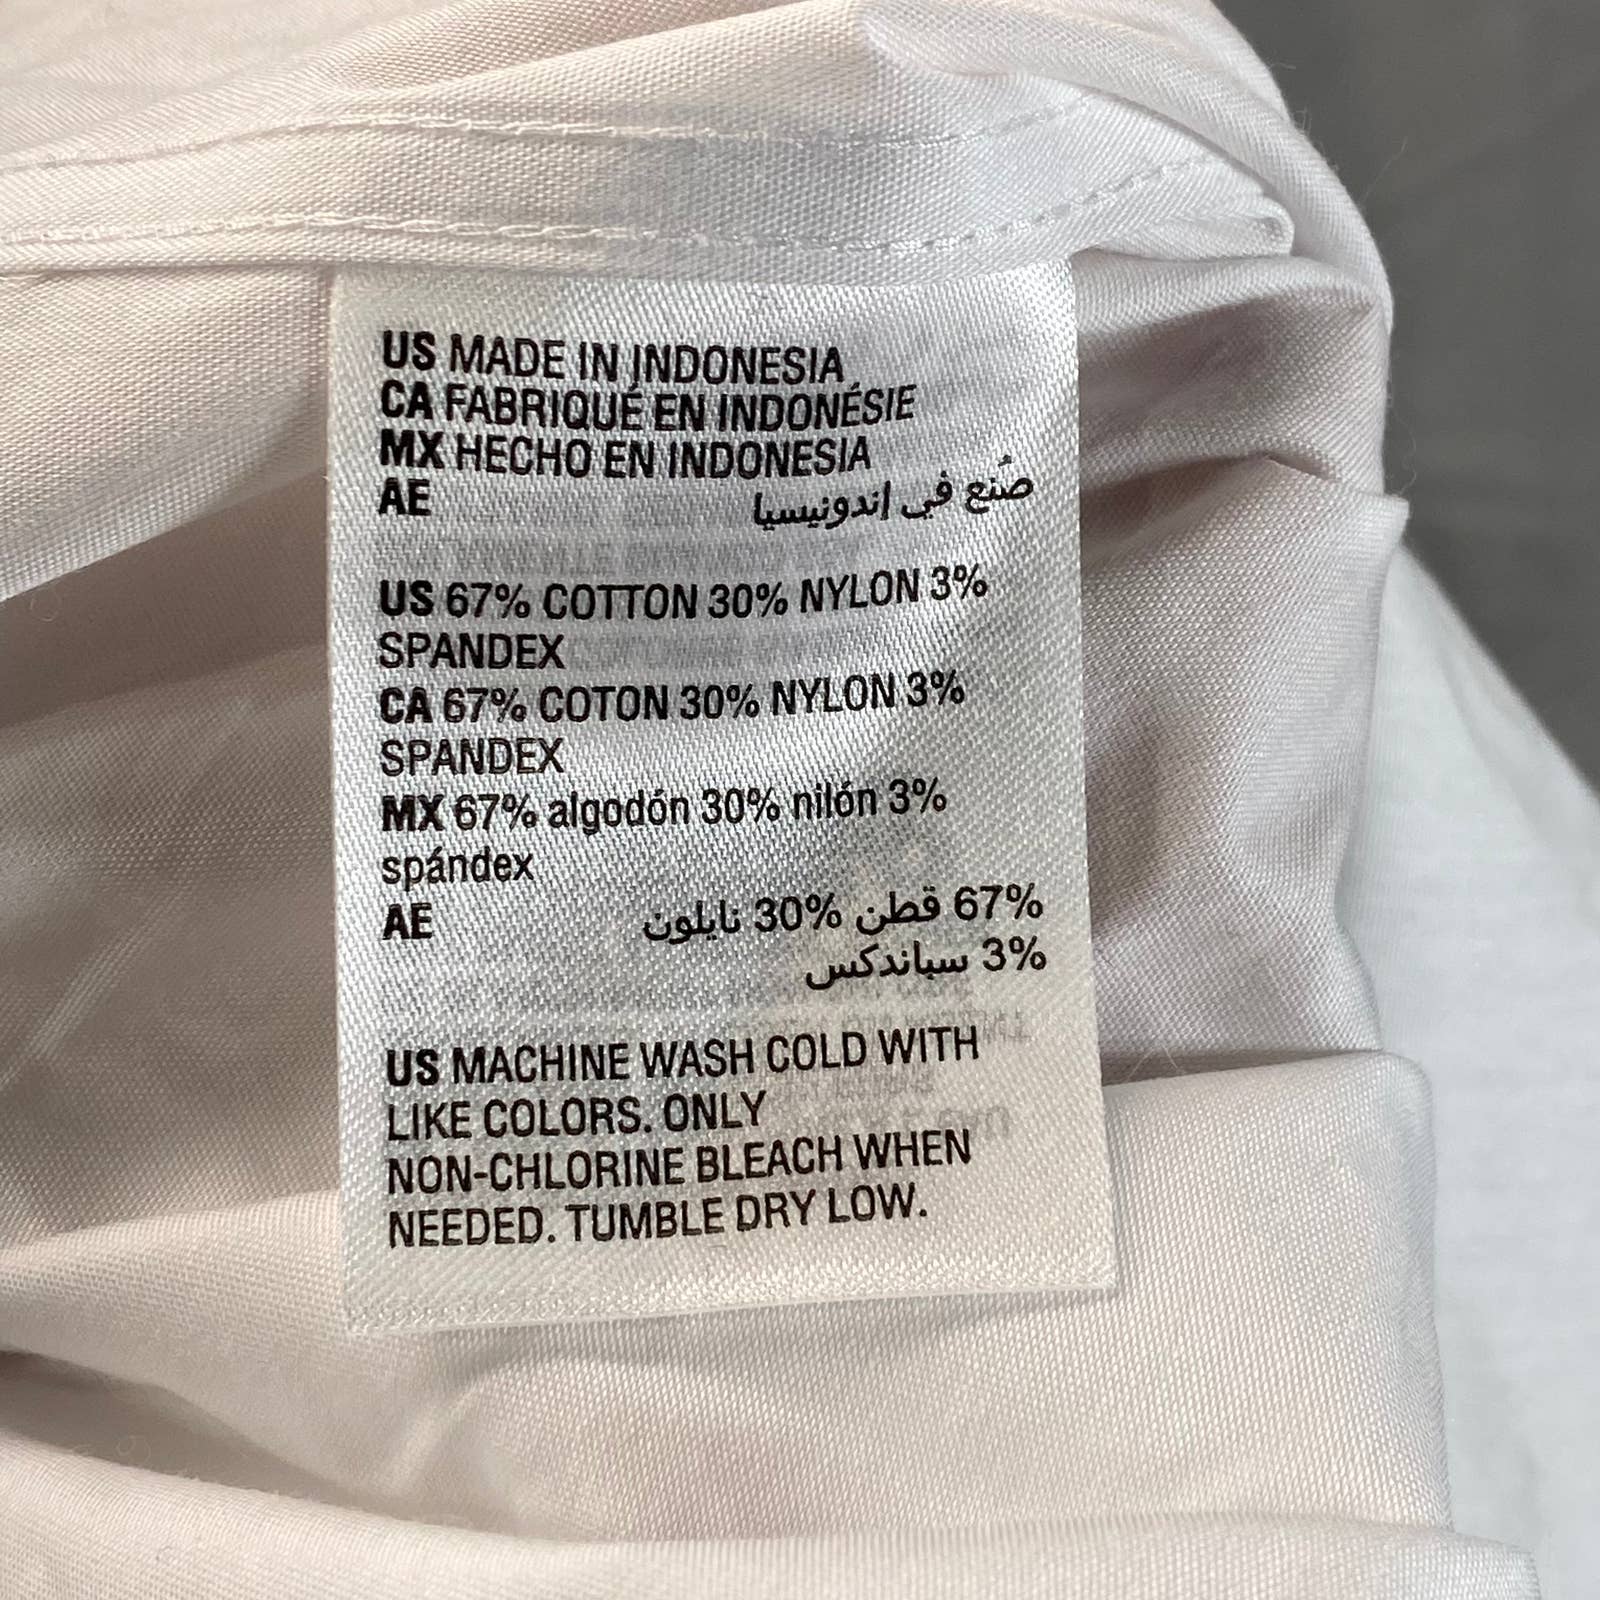 US MADE IN INDONESIA
CA FABRIQUÉ EN INDONÉSIE
MX HECHO EN INDONESIA
AE صُنع في إندونيسيا
US 67% COTTON 30% NYLON 3%
SPANDEX
CA 67% COTON 30% NYLON 3%
SPANDEX
MX 67% algodón 30% nilón 3%
spándex
AE 67% قطن 30% نايلون
3% سباندكس
US MACHINE WASH COLD WITH
LIKE COLORS. ONLY
NON-CHLORINE BLEACH WHEN
NEEDED. TUMBLE DRY LOW.